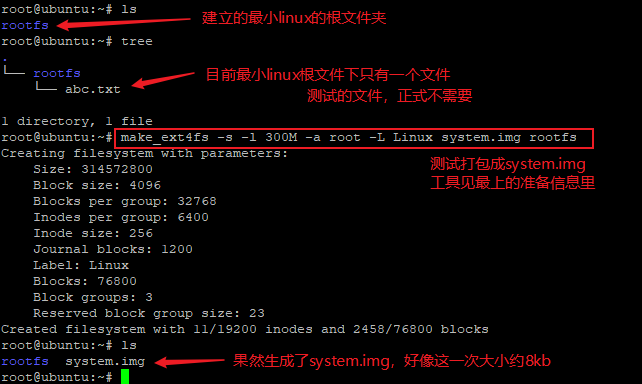 root@ubuntu:~# ls
rootfs
建立的最小linux的根文件夹
root@ubuntu:~# tree
.
└── rootfs
    └── abc.txt
目前最小linux根文件下只有一个文件
测试的文件，正式不需要
1 directory, 1 file
root@ubuntu:~# make_ext4fs -s -l 300M -a root -L Linux system.img rootfs
Creating filesystem with parameters:
    Size: 314572800
    Block size: 4096
    Blocks per group: 32768
    Inodes per group: 6400
    Inode size: 256
    Journal blocks: 1200
    Label: Linux
    Blocks: 76800
    Block groups: 3
    Reserved block group size: 23
测试打包成system.img
工具见最上的准备信息里
Created filesystem with 11/19200 inodes and 2458/76800 blocks
root@ubuntu:~# ls
rootfs  system.img
果然生成了system.img，好像这一次大小约8kb
root@ubuntu:~#